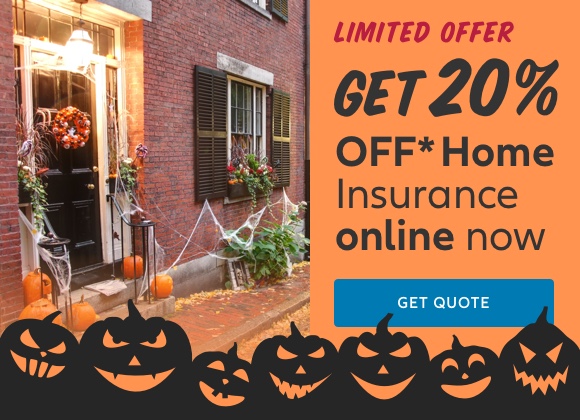 LIMITED OFFER
GET 20%
OFF* Home
Insurance
online now
GET QUOTE